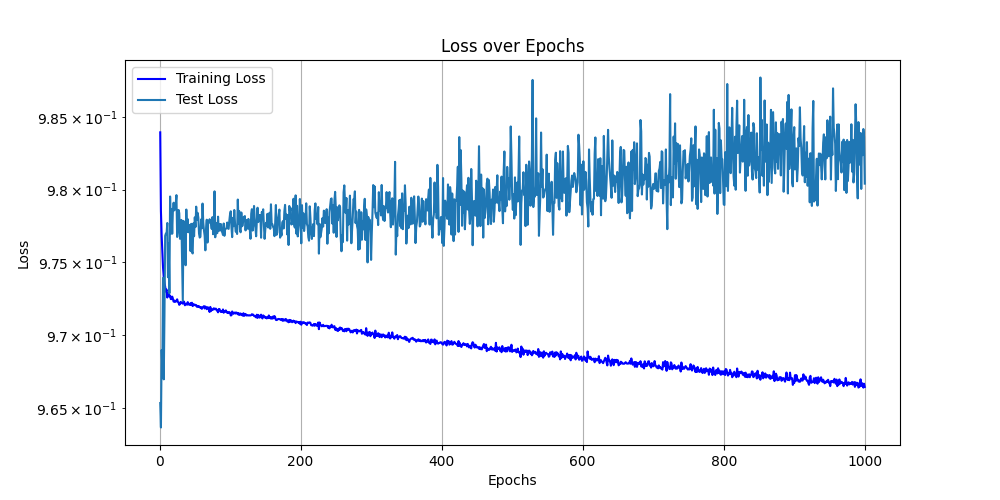 Loss over Epochs
Training Loss
Test Loss
9.85 × 10⁻¹
9.8 × 10⁻¹
9.75 × 10⁻¹
9.7 × 10⁻¹
9.65 × 10⁻¹
Loss
0 200 400 600 800 1000
Epochs